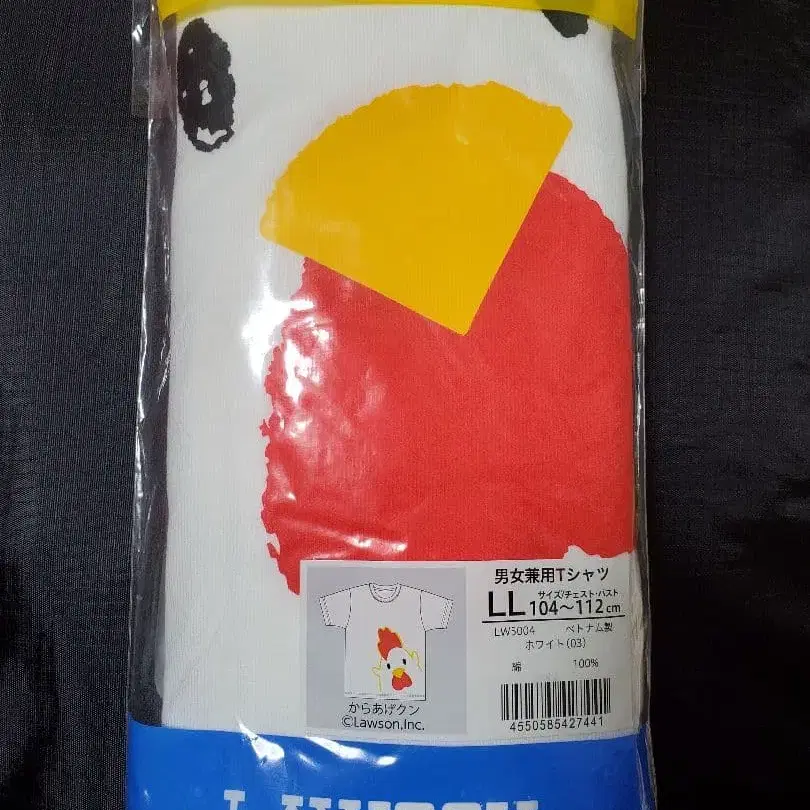 男女兼用Tシャツ
サイズ/チェスト・バスト
LL 104～112cm
LW5004 ベトナム製
ホワイト(03)
綿 100%
からあげクン
©Lawson,Inc.
4550585427441